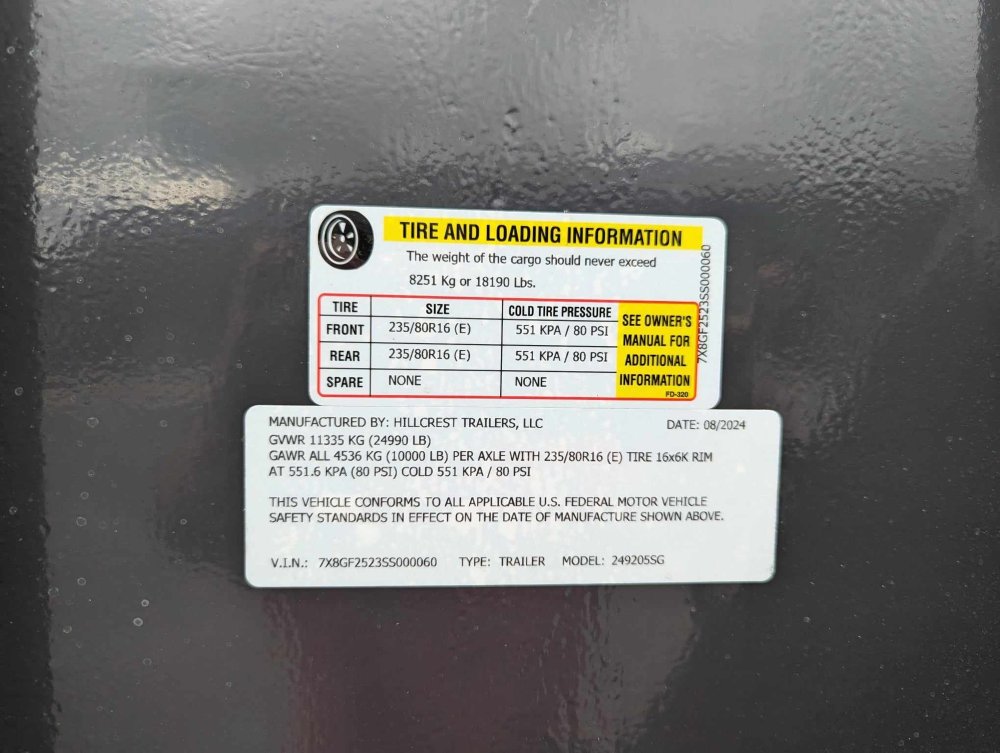 TIRE AND LOADING INFORMATION
The weight of the cargo should never exceed
8251 Kg or 18190 Lbs.
TIRE SIZE COLD TIRE PRESSURE
FRONT 235/80R16 (E) 551 KPA / 80 PSI
REAR 235/80R16 (E) 551 KPA / 80 PSI
SPARE NONE NONE
SEE OWNER'S
MANUAL FOR
ADDITIONAL
INFORMATION
FD-320
7X8GF2523SS000060
MANUFACTURED BY: HILLCREST TRAILERS, LLC DATE: 08/2024
GVWR 11335 KG (24990 LB)
GAWR ALL 4536 KG (10000 LB) PER AXLE WITH 235/80R16 (E) TIRE 16x6K RIM
AT 551.6 KPA (80 PSI) COLD 551 KPA / 80 PSI
THIS VEHICLE CONFORMS TO ALL APPLICABLE U.S. FEDERAL MOTOR VEHICLE
SAFETY STANDARDS IN EFFECT ON THE DATE OF MANUFACTURE SHOWN ABOVE.
V.I.N.: 7X8GF2523SS000060 TYPE: TRAILER MODEL: 249205SG